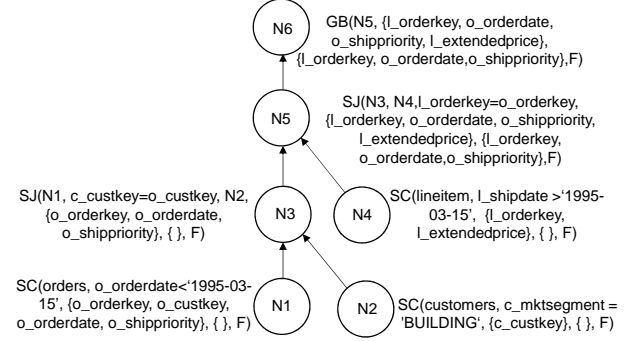 N6
GB(N5, {l_orderkey, o_orderdate,
o_shippriority, l_extendedprice},
{l_orderkey, o_orderdate,o_shippriority},F)
N5
SJ(N3, N4,l_orderkey=o_orderkey,
{l_orderkey, o_orderdate, o_shippriority,
l_extendedprice}, {l_orderkey,
o_orderdate,o_shippriority},F)
SJ(N1, c_custkey=o_custkey, N2,
{o_orderkey, o_orderdate,
o_shippriority}, { }, F)
N3
N4
SC(lineitem, l_shipdate >‘1995-
03-15’, {l_orderkey,
l_extendedprice}, { }, F)
SC(orders, o_orderdate<‘1995-03-
15’, {o_orderkey, o_custkey,
o_orderdate, o_shippriority}, { }, F)
N1
N2
SC(customers, c_mktsegment =
’BUILDING‘, {c_custkey}, { }, F)